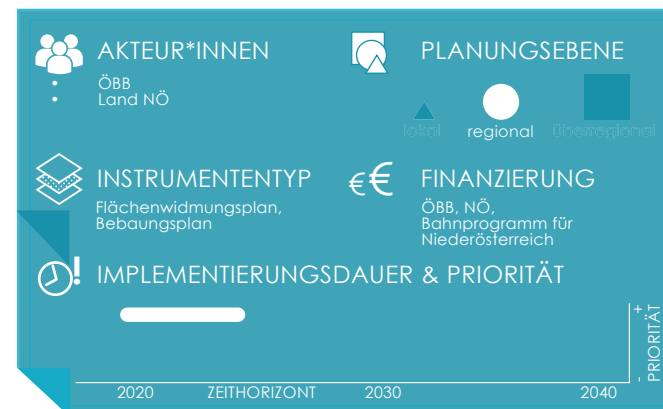 AKTEUR*INNEN
• ÖBB
• Land NÖ
PLANUNGSEBENE
lokal regional überregional
INSTRUMENTENTYP
Flächenwidmungsplan,
Bebaungsplan
€€ FINANZIERUNG
ÖBB, NÖ,
Bahnprogramm für
Niederösterreich
! IMPLEMENTIERUNGSDAUER & PRIORITÄT
- PRIORITÄT +
2020 ZEITHORIZONT 2030 2040